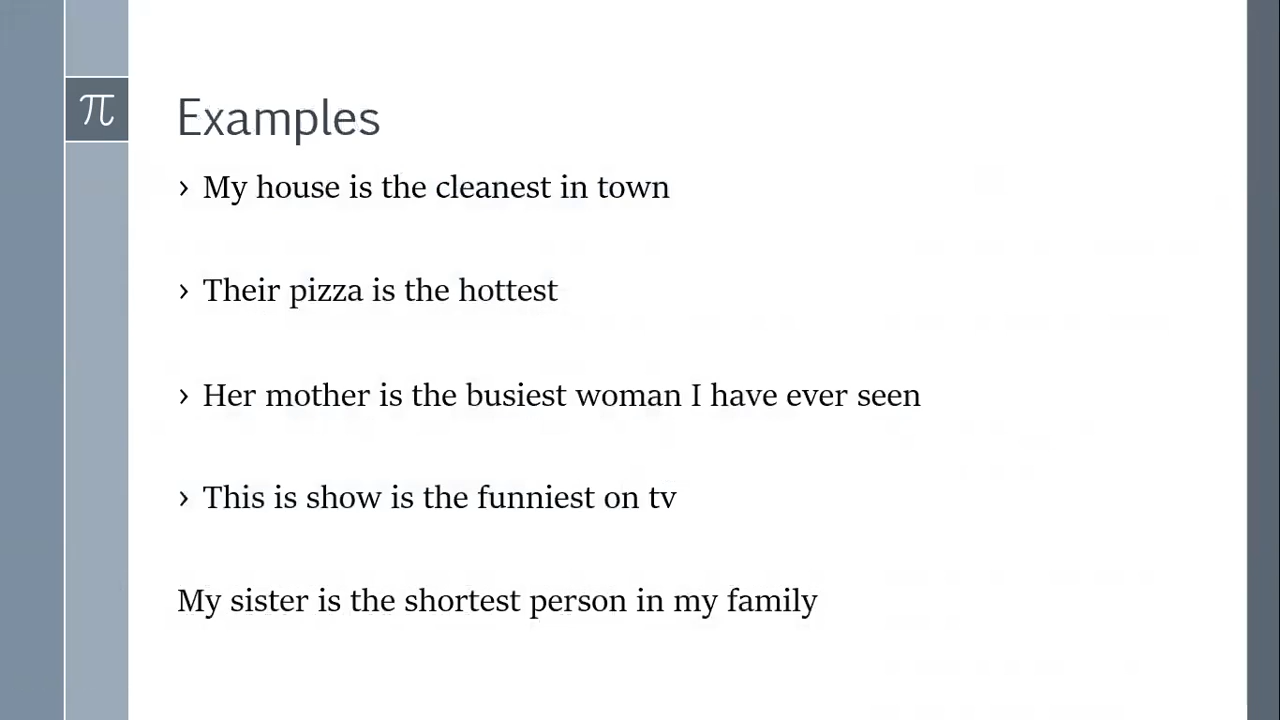 π
Examples
› My house is the cleanest in town
› Their pizza is the hottest
› Her mother is the busiest woman I have ever seen
› This is show is the funniest on tv
My sister is the shortest person in my family